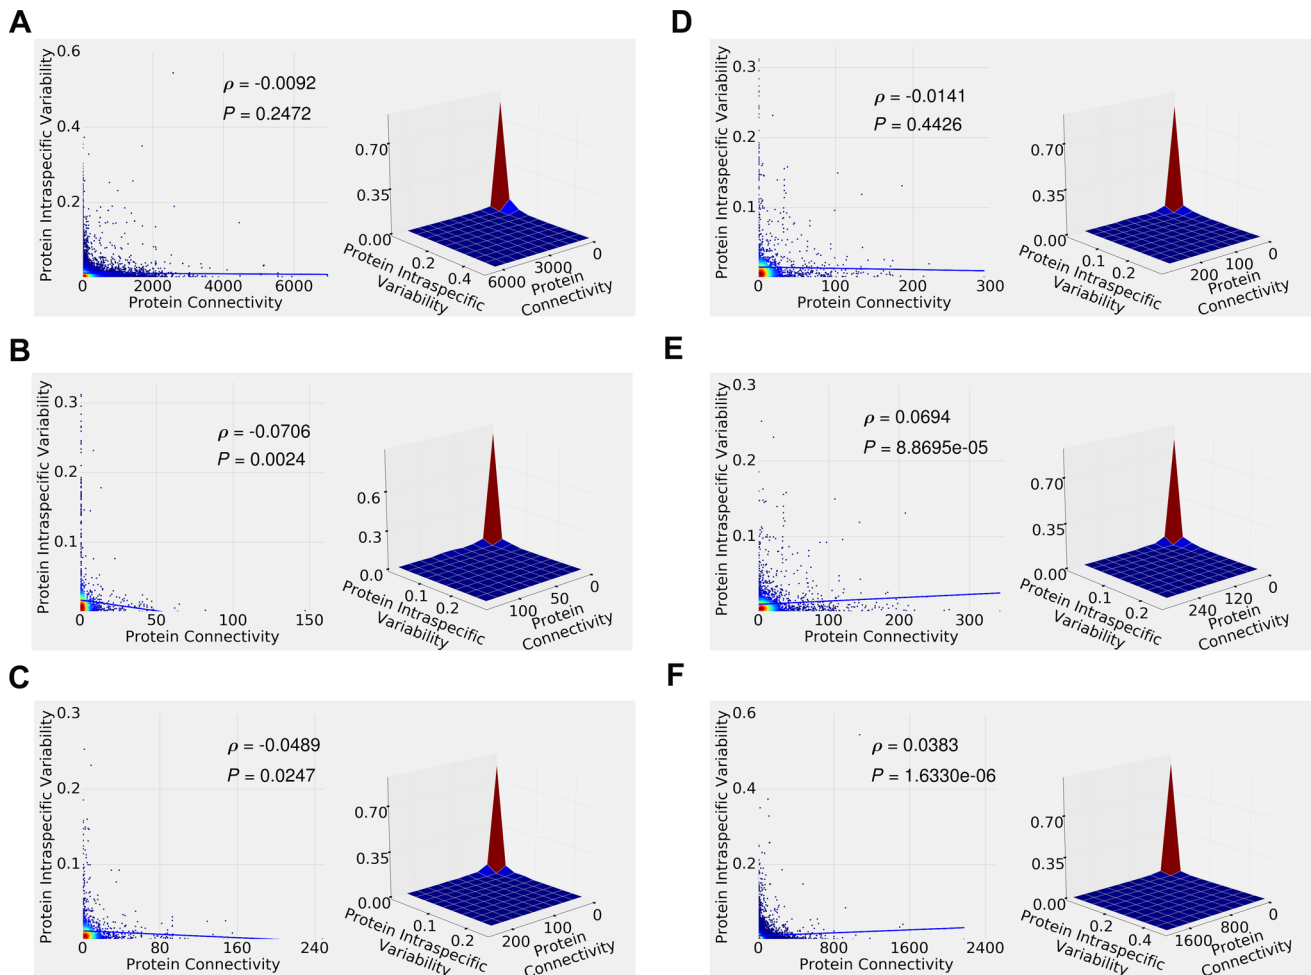 A
Protein Intraspecific Variability
0.6
0.4
0.2
0
2000
4000
6000
Protein Connectivity
ρ = -0.0092
P = 0.2472
0.70
0.35
0.00
0.2
0.4
Protein Intraspecific
Variability
6000
3000
0
Protein
Connectivity
D
Protein Intraspecific Variability
0.3
0.2
0.1
0
100
200
300
Protein Connectivity
ρ = -0.0141
P = 0.4426
0.70
0.35
0.00
0.1
0.2
Protein Intraspecific
Variability
200
100
0
Protein
Connectivity
B
Protein Intraspecific Variability
0.3
0.2
0.1
0
50
100
150
Protein Connectivity
ρ = -0.0706
P = 0.0024
0.6
0.3
0.0
0.1
0.2
Protein Intraspecific
Variability
100
50
0
Protein
Connectivity
E
Protein Intraspecific Variability
0.3
0.2
0.1
0
100
200
300
Protein Connectivity
ρ = 0.0694
P = 8.8695e-05
0.70
0.35
0.00
0.1
0.2
Protein Intraspecific
Variability
240
120
0
Protein
Connectivity
C
Protein Intraspecific Variability
0.3
0.2
0.1
0
80
160
240
Protein Connectivity
ρ = -0.0489
P = 0.0247
0.70
0.35
0.00
0.1
0.2
Protein Intraspecific
Variability
200
100
0
Protein
Connectivity
F
Protein Intraspecific Variability
0.6
0.4
0.2
0
800
1600
2400
Protein Connectivity
ρ = 0.0383
P = 1.6330e-06
0.70
0.35
0.00
0.2
0.4
Protein Intraspecific
Variability
1600
800
0
Protein
Connectivity